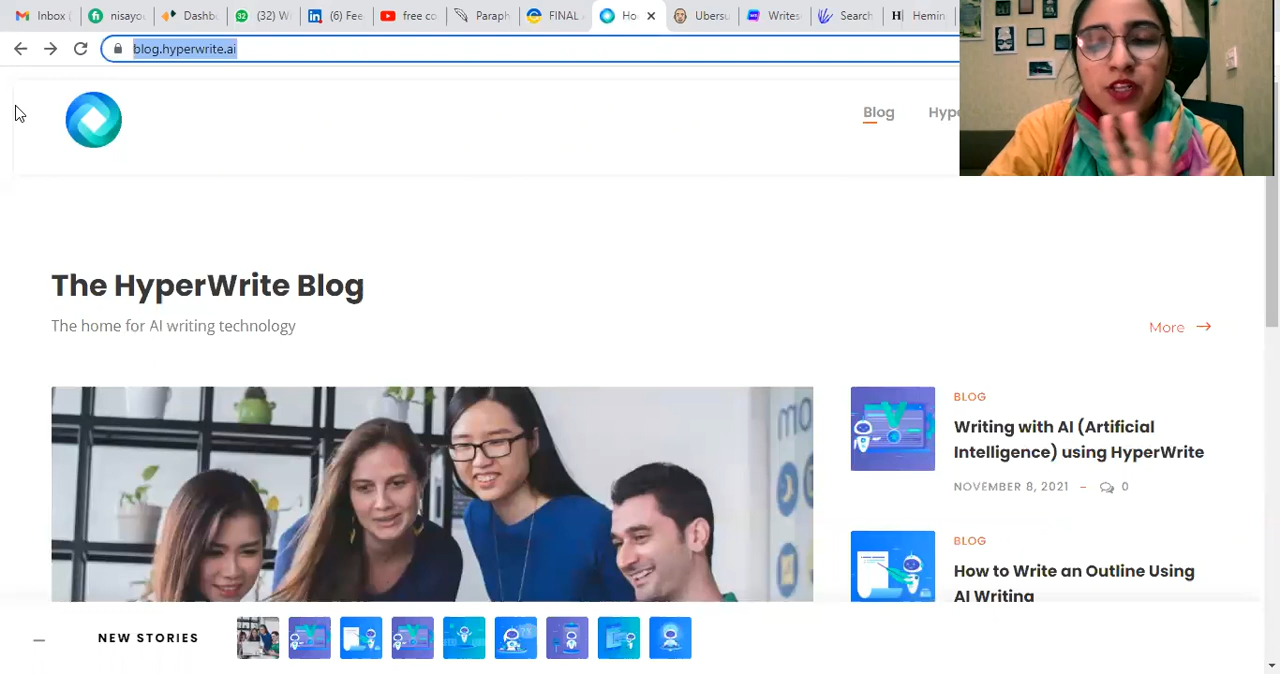 Inbox (
nisayou
Dashb
(32) W
(6) Fee
free co
Paraph
FINAL
Ho
Ubersu
Writes
Search
Hemin
blog.hyperwrite.ai
Blog
Hype
The HyperWrite Blog
The home for AI writing technology
More
BLOG
Writing with AI (Artificial
Intelligence) using HyperWrite
NOVEMBER 8, 2021 – 0
BLOG
How to Write an Outline Using
AI Writing
NEW STORIES